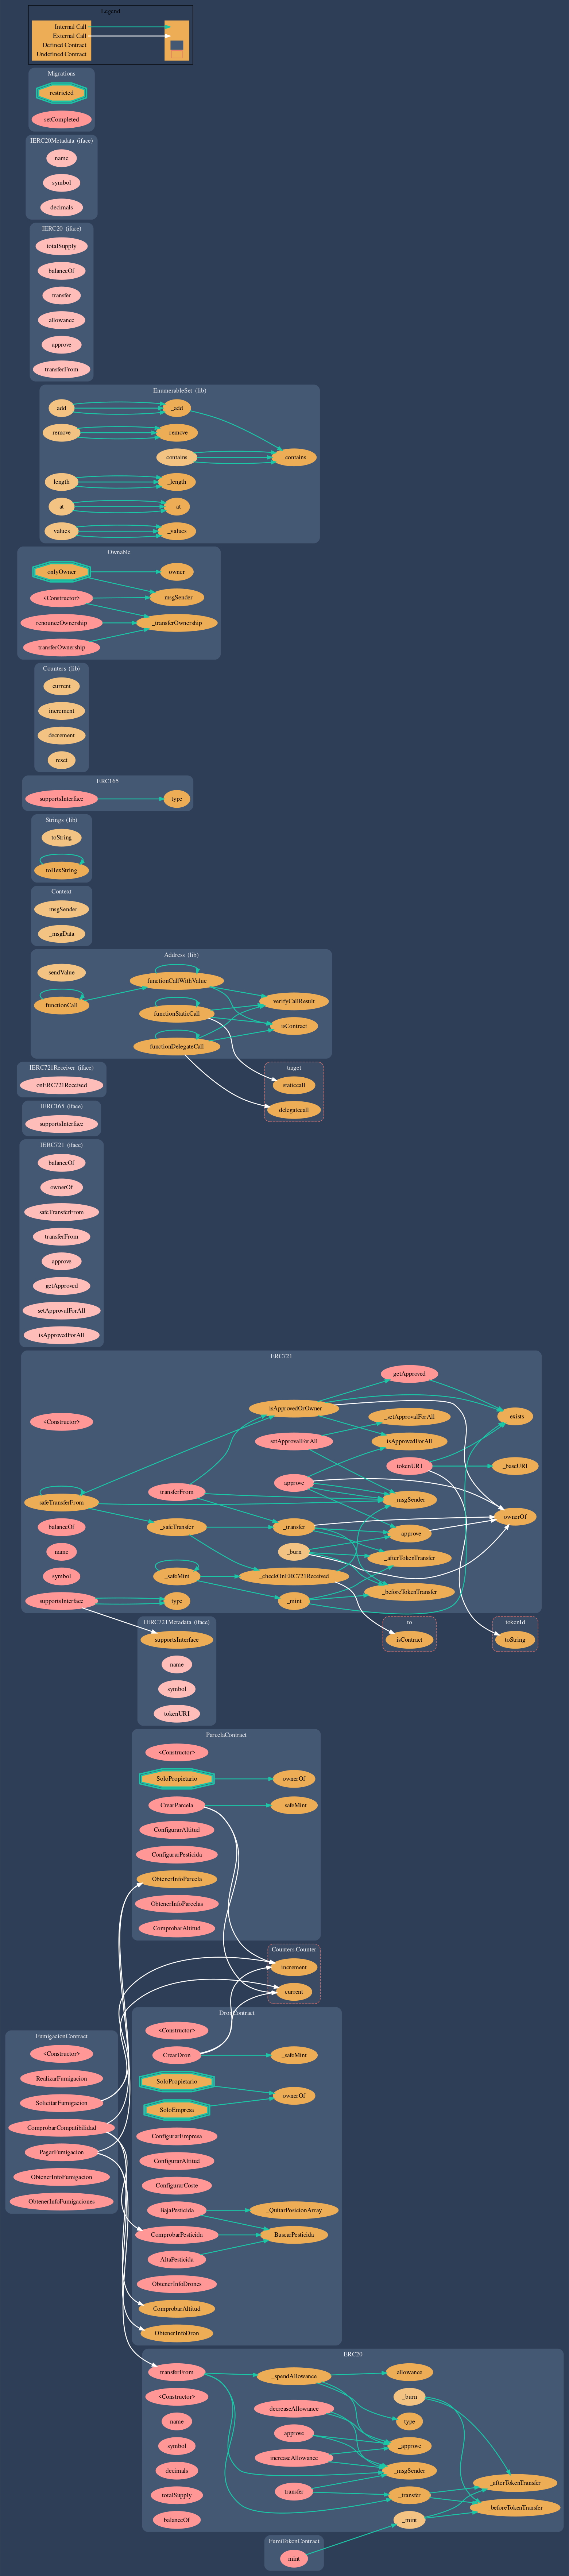 Legend
Internal Call
External Call
Defined Contract
Undefined Contract
Migrations
restricted
setCompleted
IERC20Metadata (iface)
name
symbol
decimals
IERC20 (iface)
totalSupply
balanceOf
transfer
allowance
approve
transferFrom
EnumerableSet (lib)
add
_add
remove
_remove
contains
_contains
length
_length
at
_at
values
_values
Ownable
onlyOwner
owner
<Constructor>
_msgSender
renounceOwnership
_transferOwnership
transferOwnership
Counters (lib)
current
increment
decrement
reset
ERC165
supportsInterface
type
Strings (lib)
toString
toHexString
Context
_msgSender
_msgData
Address (lib)
sendValue
functionCallWithValue
functionCall
verifyCallResult
functionStaticCall
isContract
functionDelegateCall
IERC721Receiver (iface)
onERC721Received
target
staticcall
delegatecall
IERC165 (iface)
supportsInterface
IERC721 (iface)
balanceOf
ownerOf
safeTransferFrom
transferFrom
approve
getApproved
setApprovalForAll
isApprovedForAll
ERC721
getApproved
_isApprovedOrOwner
<Constructor>
_setApprovalForAll
_exists
setApprovalForAll
isApprovedForAll
tokenURI
_baseURI
approve
transferFrom
_msgSender
safeTransferFrom
ownerOf
balanceOf
_safeTransfer
_transfer
_approve
name
_burn
_afterTokenTransfer
symbol
_safeMint
_checkOnERC721Received
_beforeTokenTransfer
supportsInterface
type
_mint
IERC721Metadata (iface)
supportsInterface
name
symbol
tokenURI
to
isContract
tokenId
toString
ParcelaContract
<Constructor>
SoloPropietario
ownerOf
CrearParcela
_safeMint
ConfigurarAltitud
ConfigurarPesticida
ObtenerInfoParcela
ObtenerInfoParcelas
ComprobarAltitud
Counters.Counter
increment
current
DronContract
<Constructor>
CrearDron
_safeMint
SoloPropietario
ownerOf
SoloEmpresa
ConfigurarEmpresa
ConfigurarAltitud
ConfigurarCoste
BajaPesticida
_QuitarPosicionArray
ComprobarPesticida
BuscarPesticida
AltaPesticida
ObtenerInfoDrones
ComprobarAltitud
ObtenerInfoDron
FumigacionContract
<Constructor>
RealizarFumigacion
SolicitarFumigacion
ComprobarCompatibilidad
PagarFumigacion
ObtenerInfoFumigacion
ObtenerInfoFumigaciones
ERC20
transferFrom
_spendAllowance
allowance
<Constructor>
_burn
decreaseAllowance
name
type
approve
symbol
_approve
increaseAllowance
decimals
_msgSender
_afterTokenTransfer
totalSupply
transfer
_transfer
_beforeTokenTransfer
balanceOf
_mint
FumiTokenContract
mint